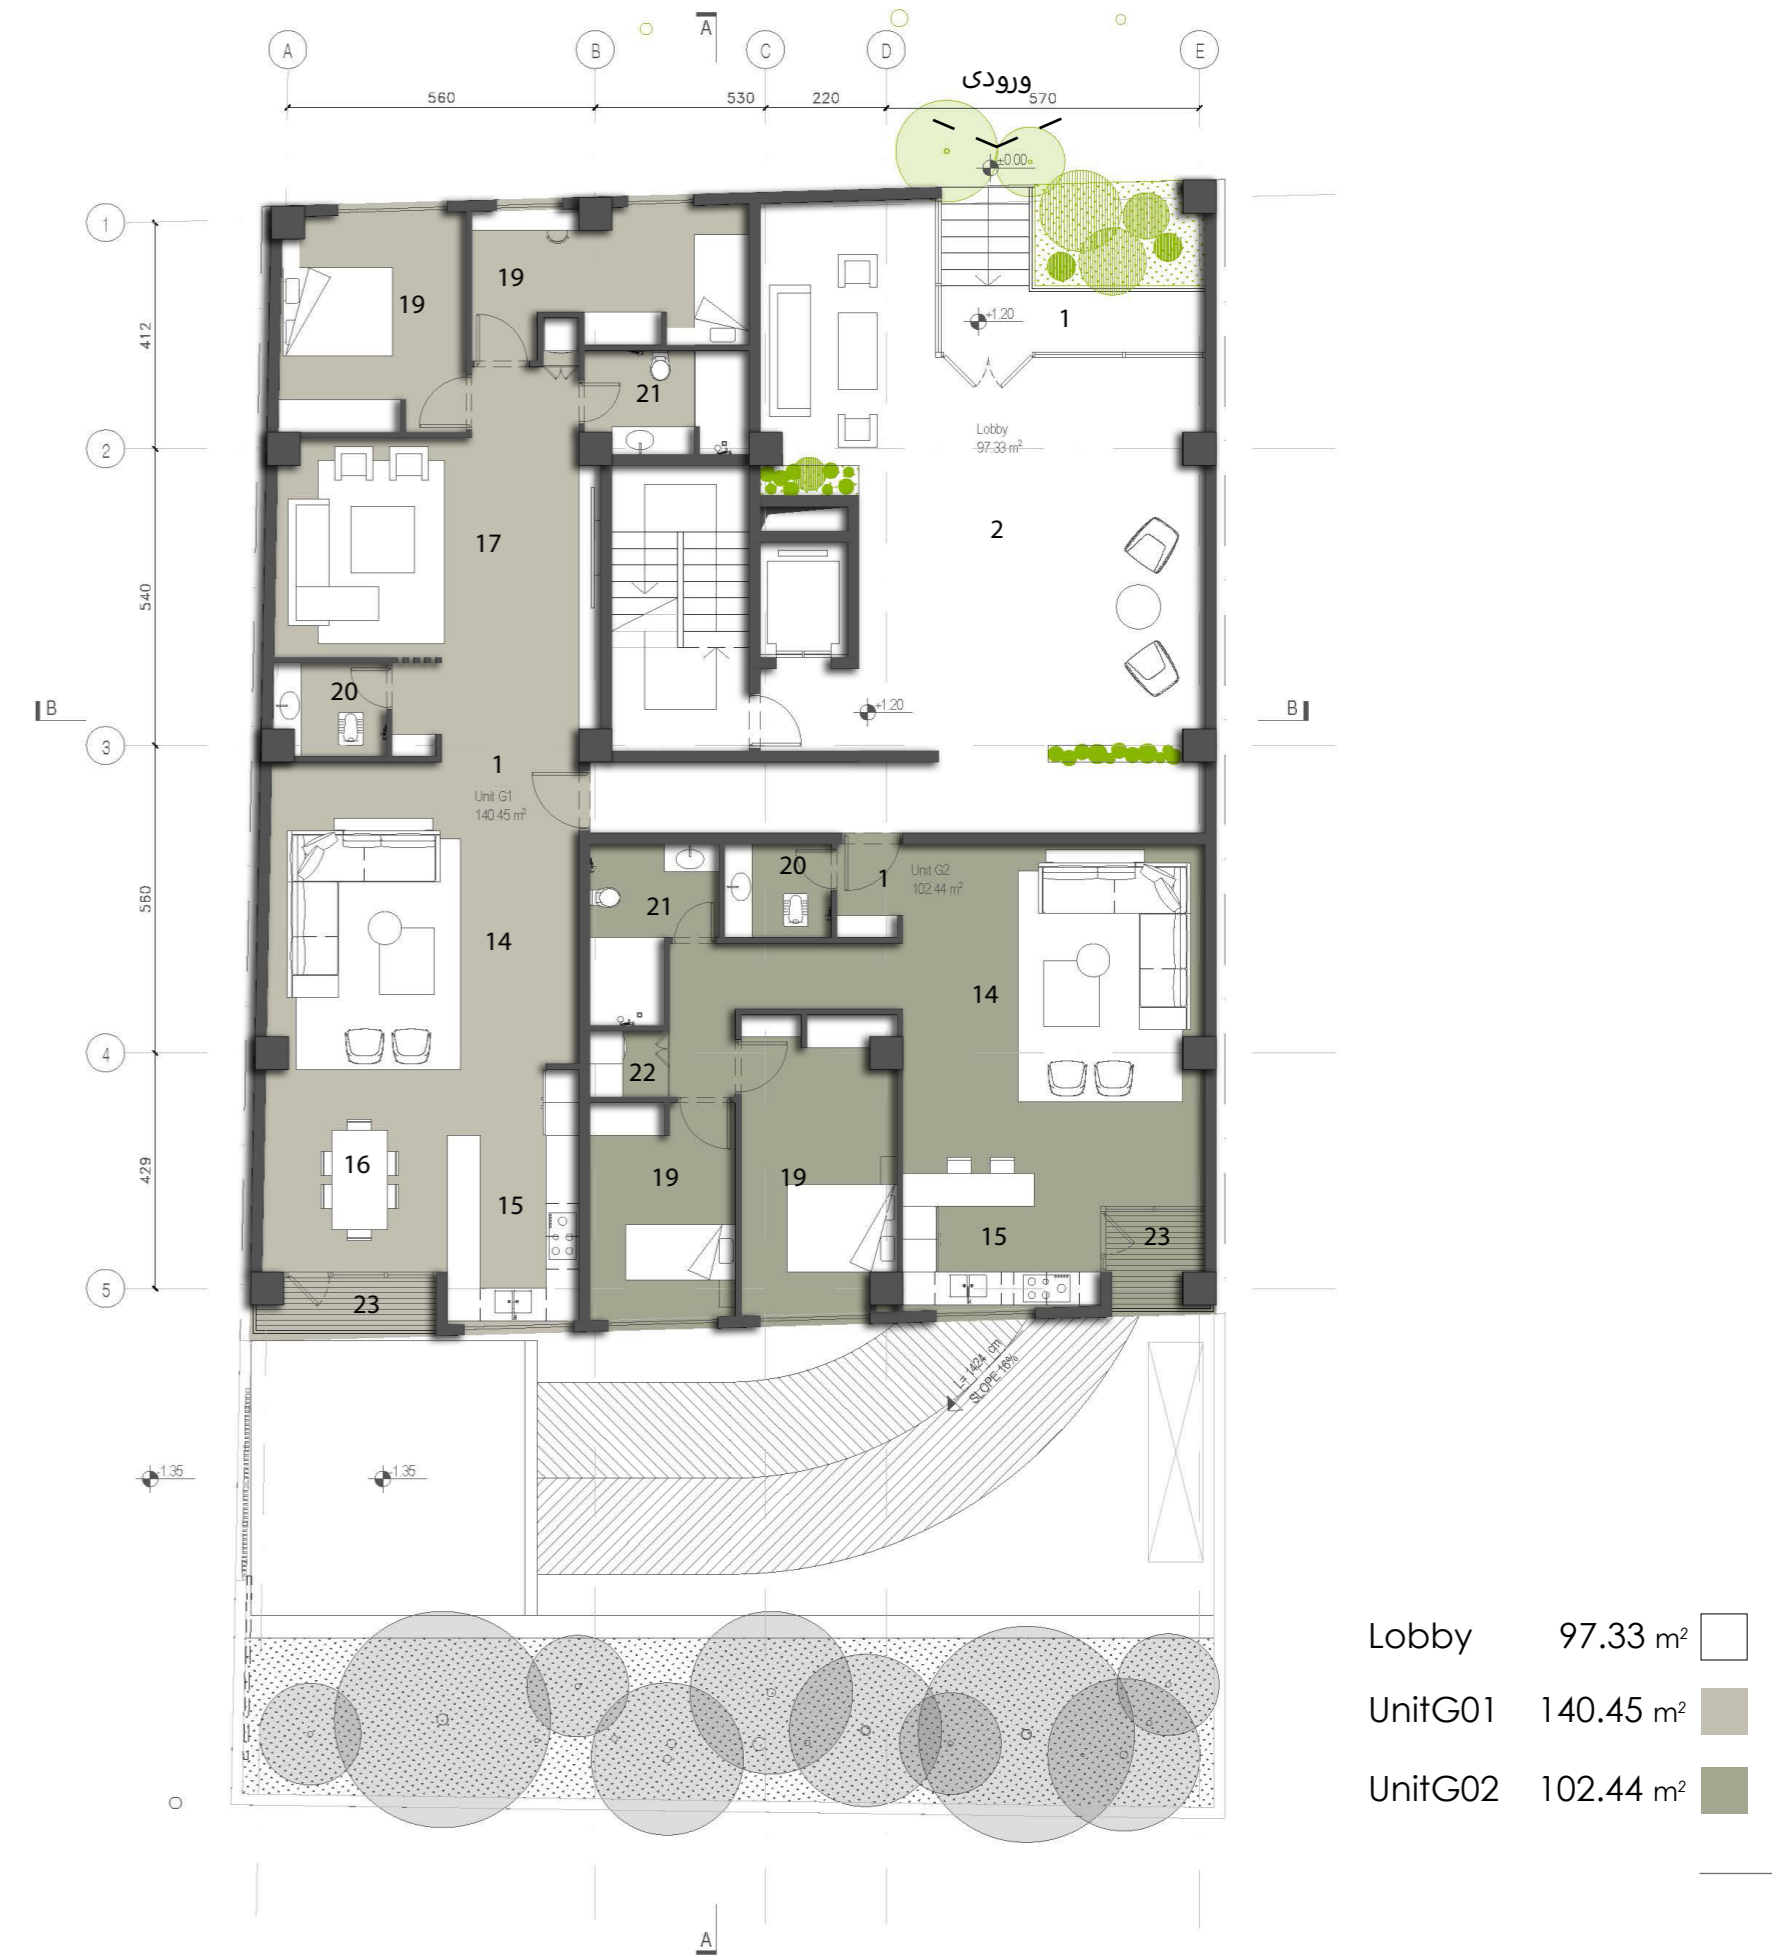 A
A B C D E
ورودی
560 530 220 570
±0.00
1
412
19
19
+1.20
1
21
2
Lobby
97.33 m²
17
2
540
20
B
+1.20
B
3
1
Unit G1
140.45 m²
20
1
Unit G2
102.44 m²
560
21
14
14
4
22
16
19
19
429
15
15
23
5
23
L= 1424 cm
SLOPE 16%
-1.35
-1.35
Lobby 97.33 m²
UnitG01 140.45 m²
UnitG02 102.44 m²
A